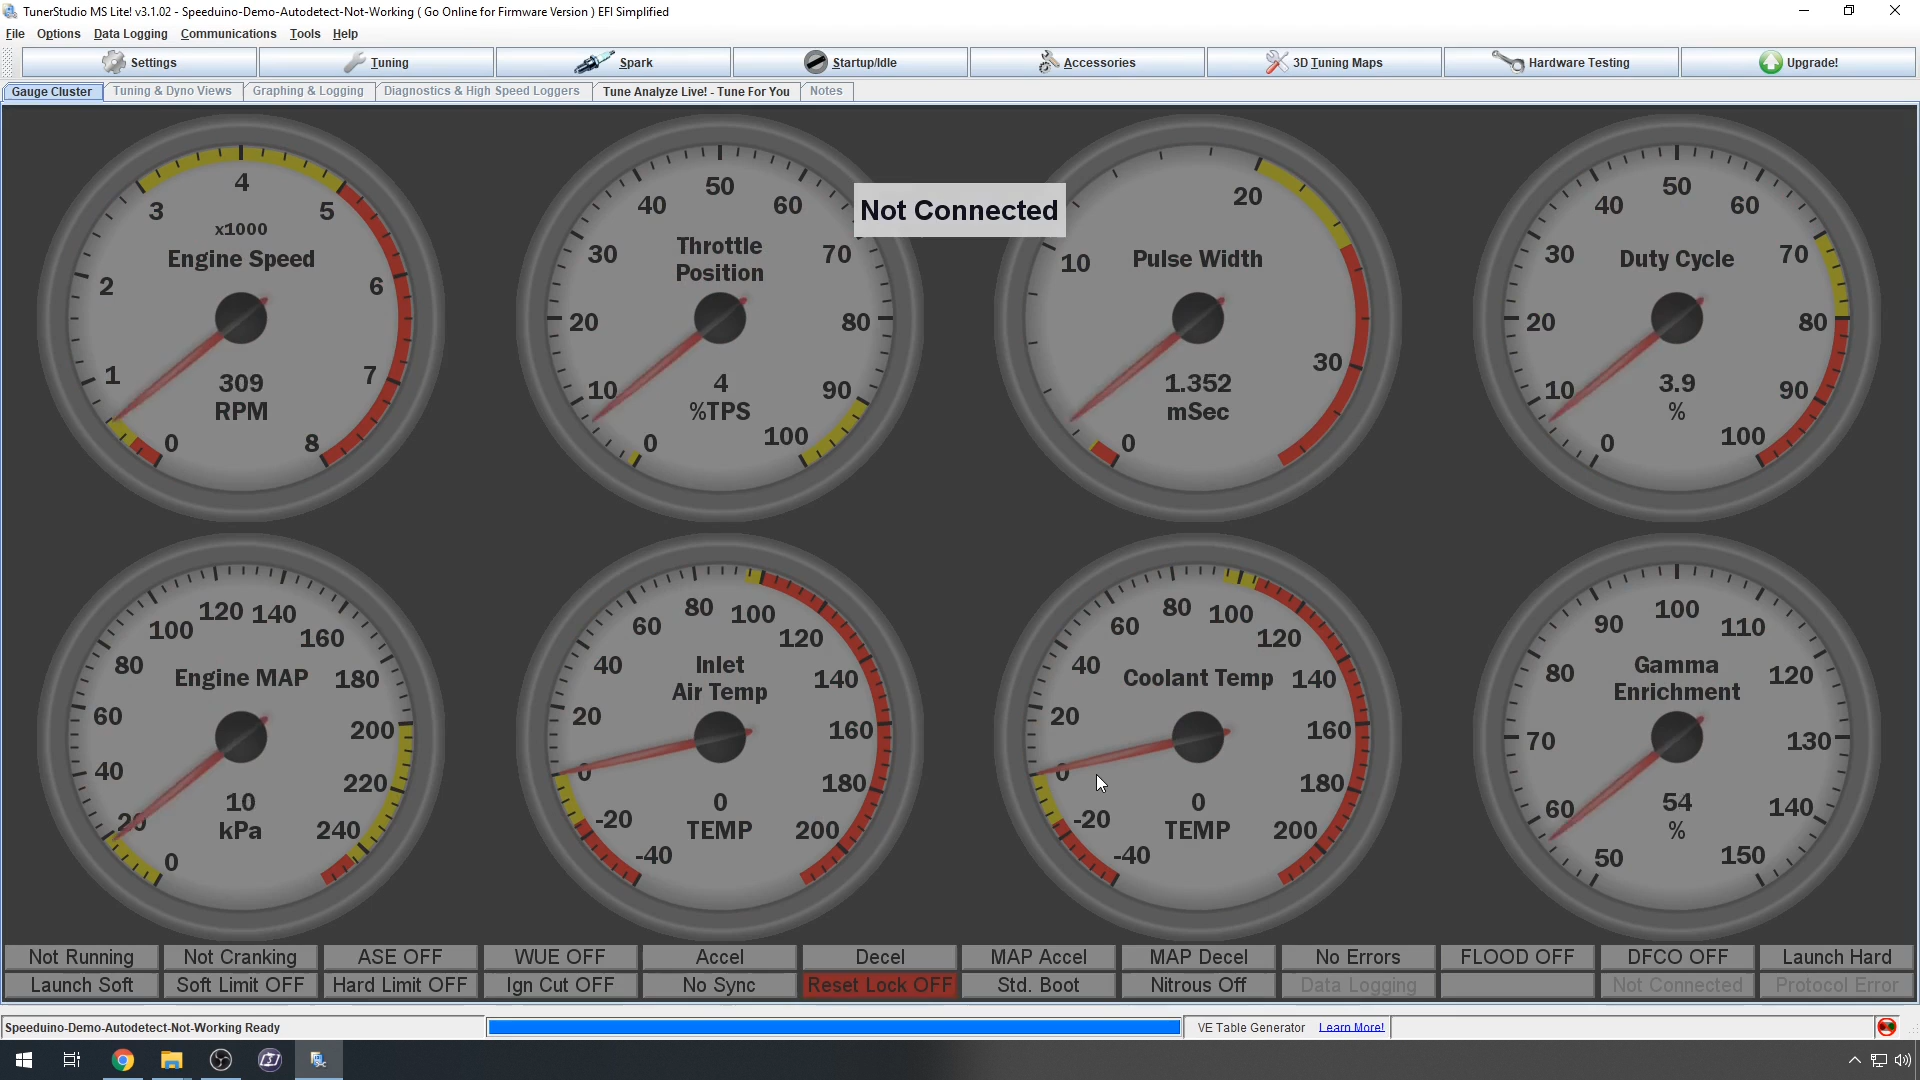 TunerStudio MS Lite! v3.1.02 - Speeduino-Demo-Autodetect-Not-Working ( Go Online for Firmware Version ) EFI Simplified
File Options Data Logging Communications Tools Help
Settings Tuning Spark Startup/Idle Accessories 3D Tuning Maps Hardware Testing Upgrade!
Gauge Cluster Tuning & Dyno Views Graphing & Logging Diagnostics & High Speed Loggers Tune Analyze Live! - Tune For You Notes
Not Connected
0 1 2 3 4 5 6 7 8
x1000
Engine Speed
309
RPM
0 10 20 30 40 50 60 70 80 90 100
Throttle
Position
4
%TPS
0 10 20 30
Pulse Width
1.352
mSec
0 10 20 30 40 50 60 70 80 90 100
Duty Cycle
3.9
%
0 20 40 60 80 100 120 140 160 180 200 220 240
Engine MAP
10
kPa
-40 -20 0 20 40 60 80 100 120 140 160 180 200
Inlet
Air Temp
0
TEMP
-40 -20 0 20 40 60 80 100 120 140 160 180 200
Coolant Temp
0
TEMP
50 60 70 80 90 100 110 120 130 140 150
Gamma
Enrichment
54
%
Not Running Not Cranking ASE OFF WUE OFF Accel Decel MAP Accel MAP Decel No Errors FLOOD OFF DFCO OFF Launch Hard
Launch Soft Soft Limit OFF Hard Limit OFF Ign Cut OFF No Sync Reset Lock OFF Std. Boot Nitrous Off Data Logging Not Connected Protocol Error
Speeduino-Demo-Autodetect-Not-Working Ready VE Table Generator Learn More!